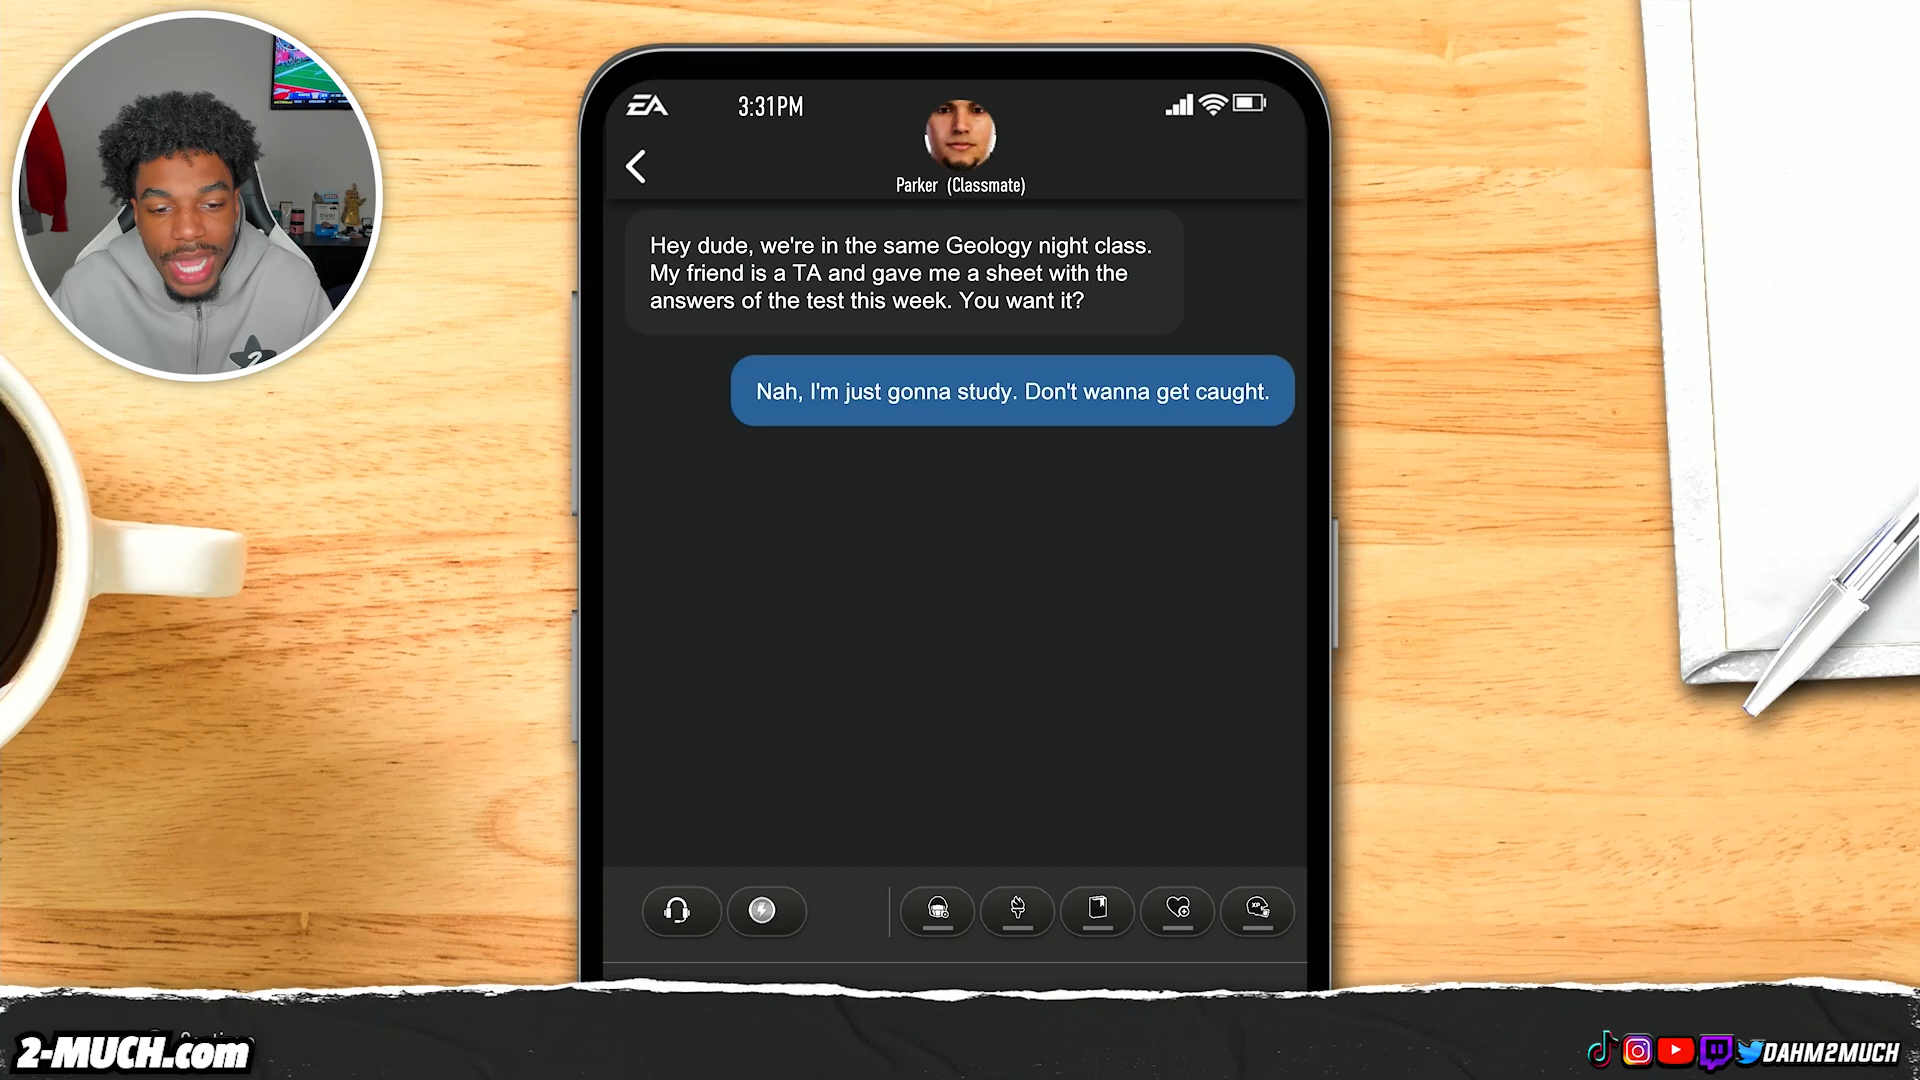 EA
3:31PM
Parker (Classmate)
Hey dude, we're in the same Geology night class.
My friend is a TA and gave me a sheet with the
answers of the test this week. You want it?
Nah, I'm just gonna study. Don't wanna get caught.
XP
2
2-MUCH.com
DAHM2MUCH